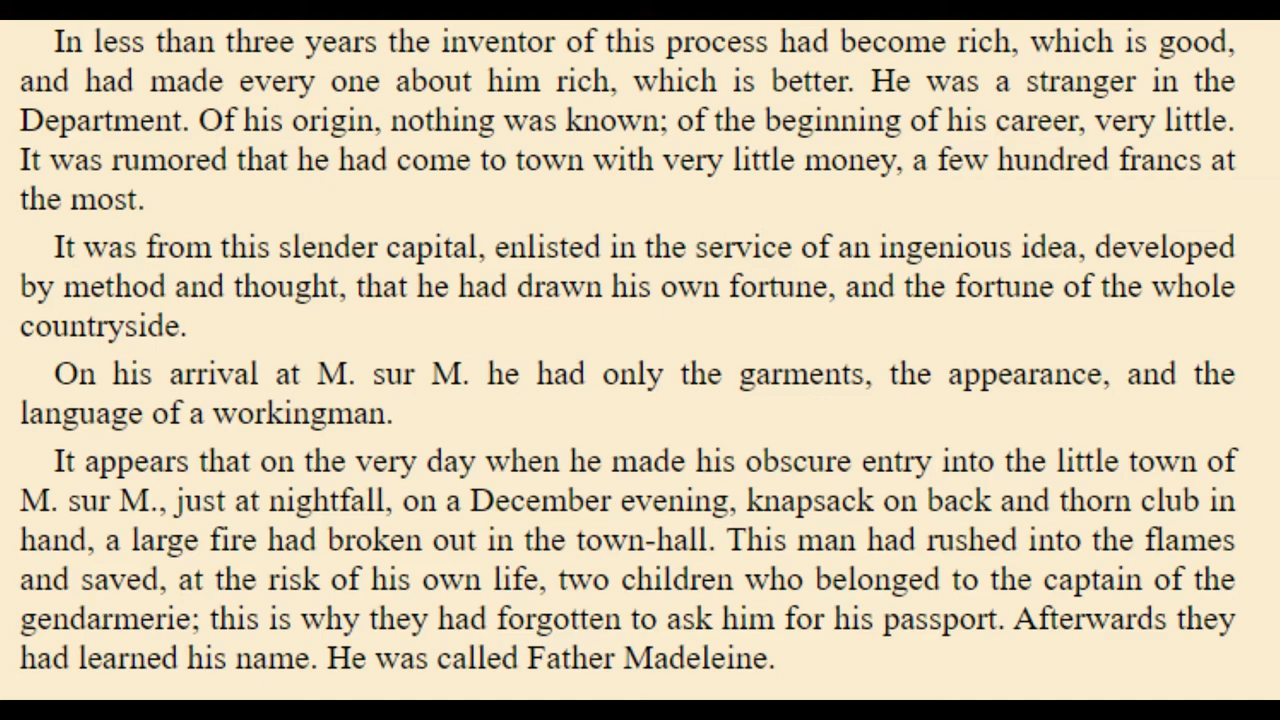 In less than three years the inventor of this process had become rich, which is good,
and had made every one about him rich, which is better. He was a stranger in the
Department. Of his origin, nothing was known; of the beginning of his career, very little.
It was rumored that he had come to town with very little money, a few hundred francs at
the most.
It was from this slender capital, enlisted in the service of an ingenious idea, developed
by method and thought, that he had drawn his own fortune, and the fortune of the whole
countryside.
On his arrival at M. sur M. he had only the garments, the appearance, and the
language of a workingman.
It appears that on the very day when he made his obscure entry into the little town of
M. sur M., just at nightfall, on a December evening, knapsack on back and thorn club in
hand, a large fire had broken out in the town-hall. This man had rushed into the flames
and saved, at the risk of his own life, two children who belonged to the captain of the
gendarmerie; this is why they had forgotten to ask him for his passport. Afterwards they
had learned his name. He was called Father Madeleine.